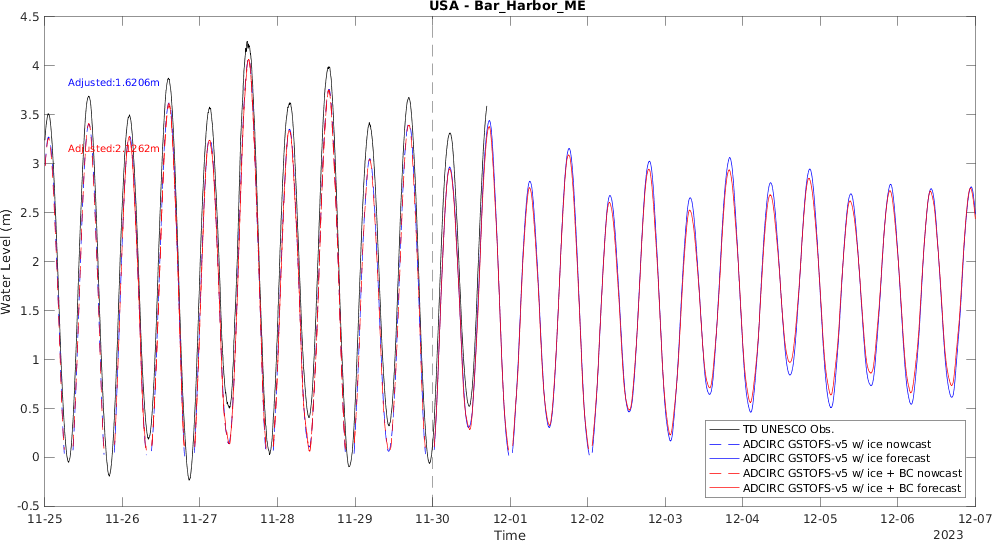 USA - Bar_Harbor_ME
4.5
4
3.5
3
2.5
2
1.5
1
0.5
0
-0.5
Water Level (m)
Adjusted:1.6206m
Adjusted:2.1262m
TD UNESCO Obs.
ADCIRC GSTOFS-v5 w/ ice nowcast
ADCIRC GSTOFS-v5 w/ ice forecast
ADCIRC GSTOFS-v5 w/ ice + BC nowcast
ADCIRC GSTOFS-v5 w/ ice + BC forecast
11-25 11-26 11-27 11-28 11-29 11-30 12-01 12-02 12-03 12-04 12-05 12-06 12-07
Time
2023